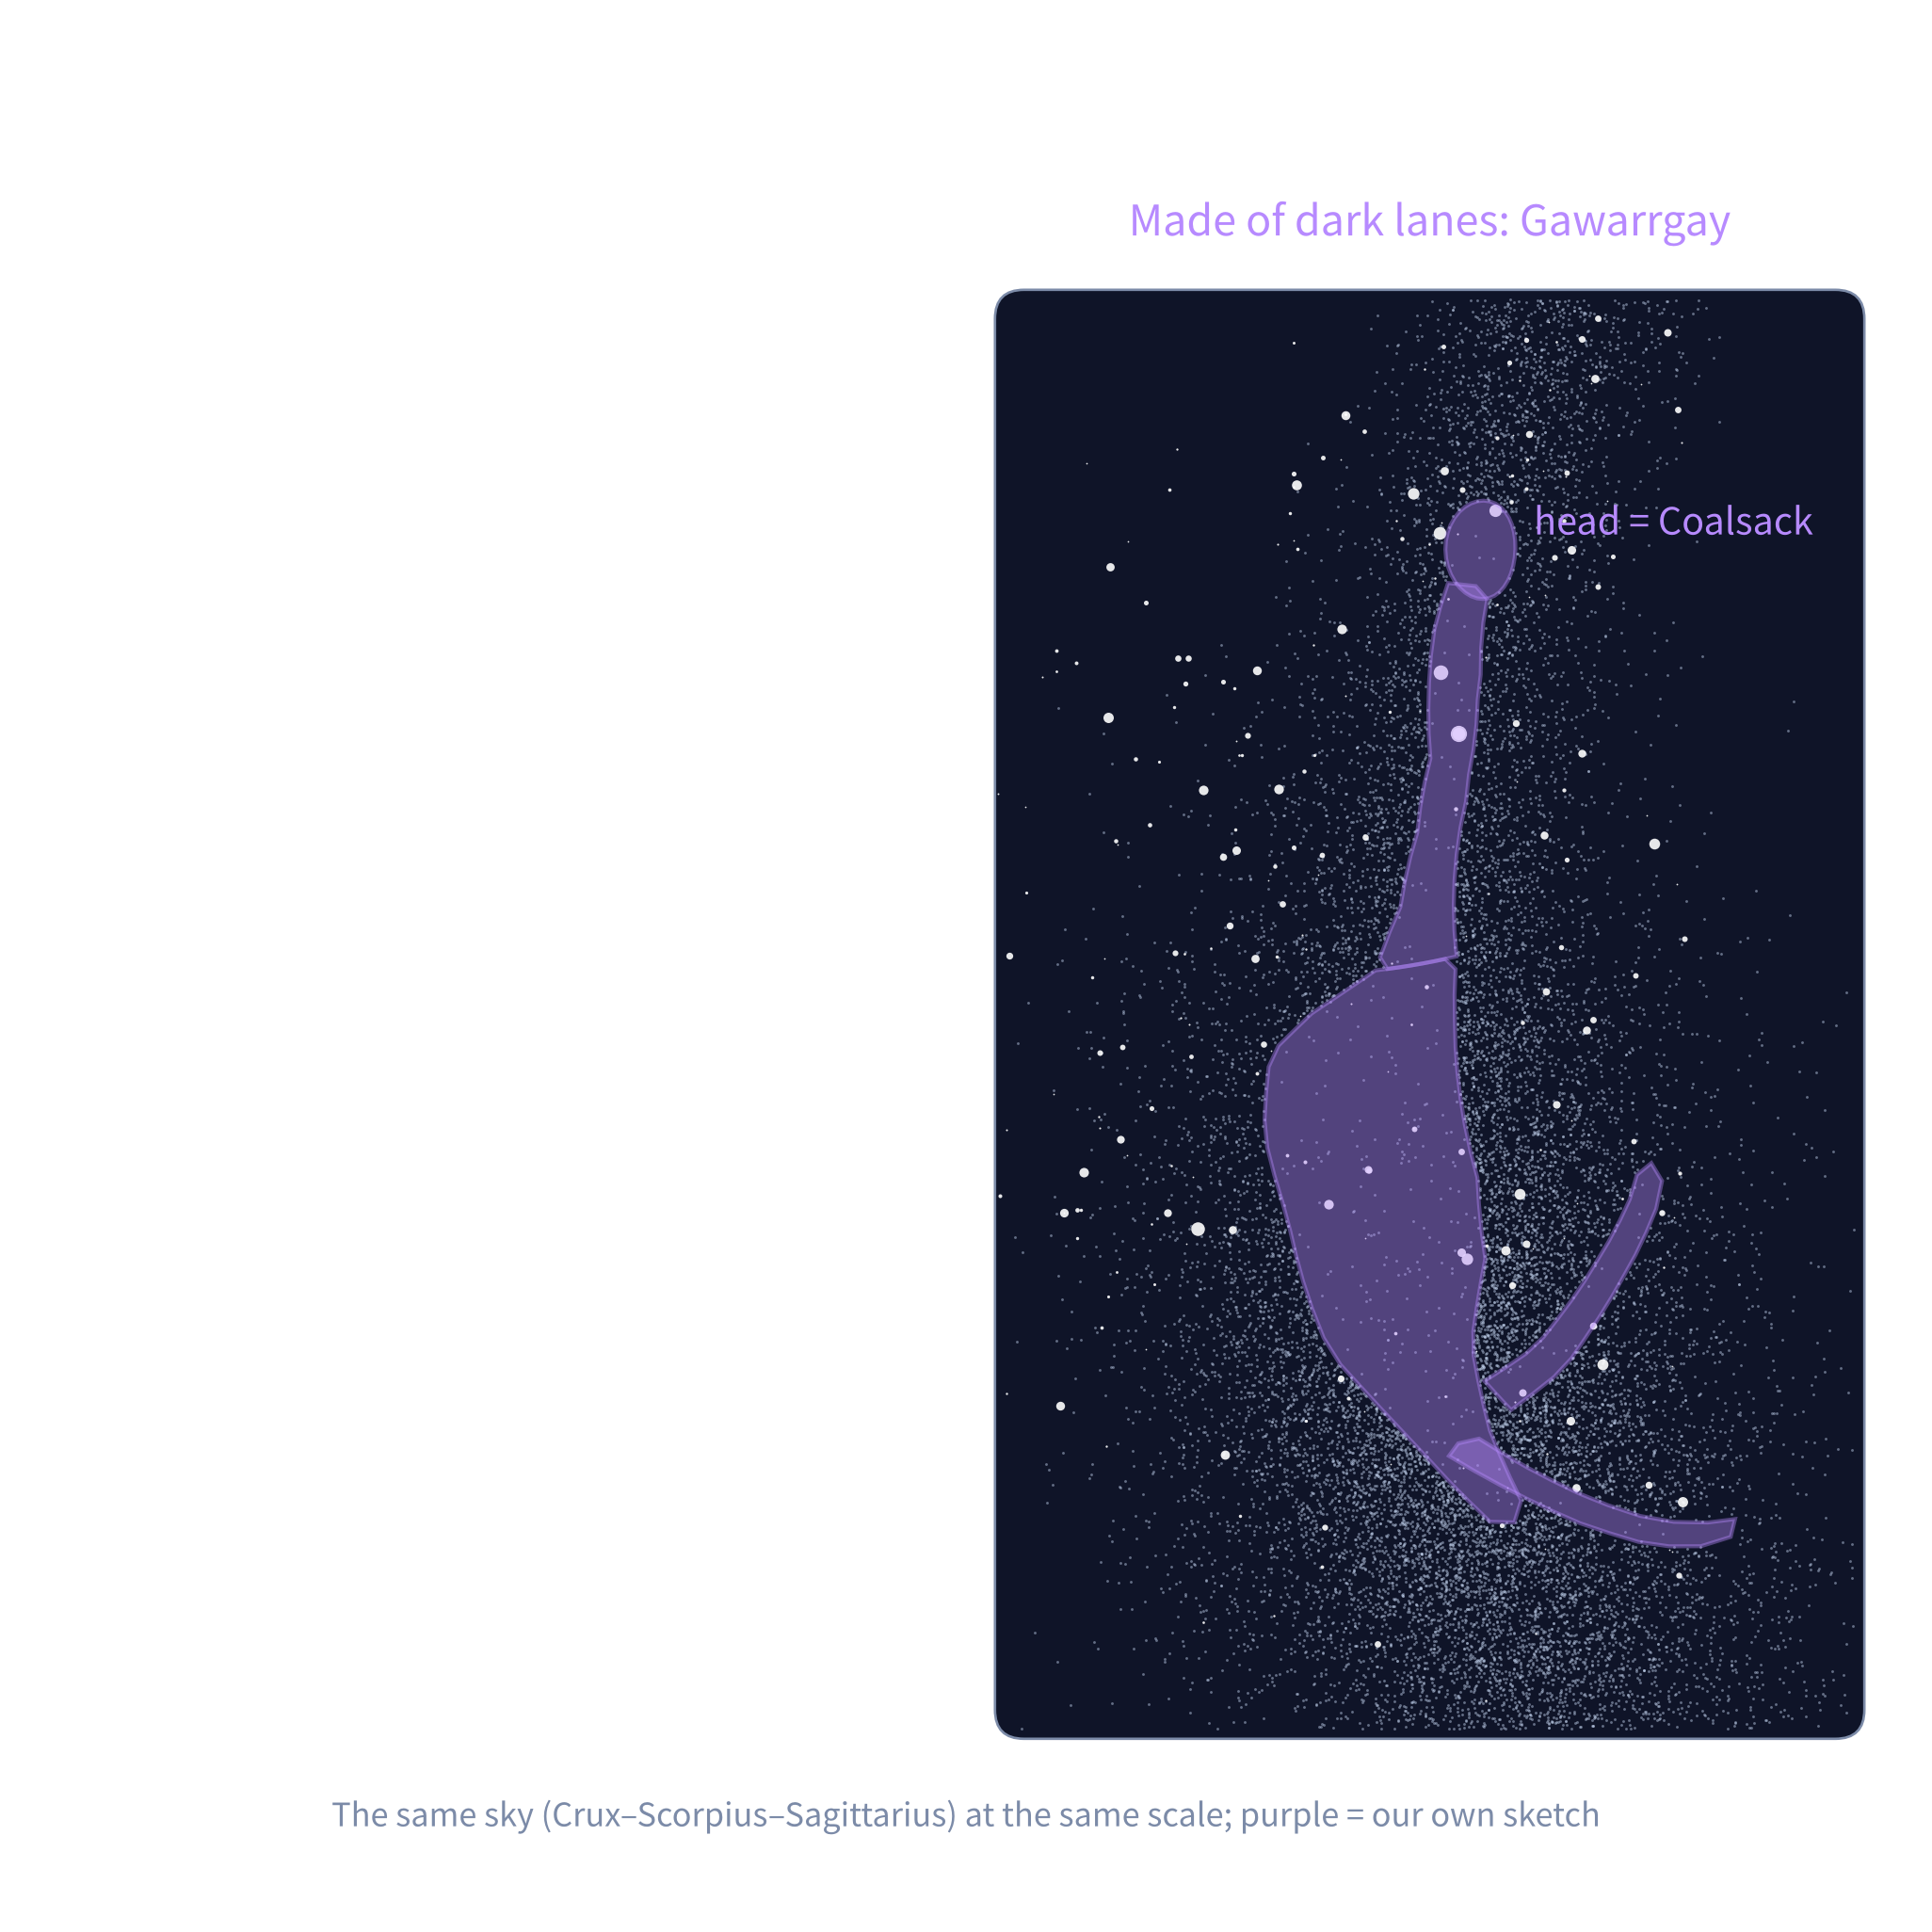 Made of dark lanes: Gawarrgay
head = Coalsack
The same sky (Crux–Scorpius–Sagittarius) at the same scale; purple = our own sketch